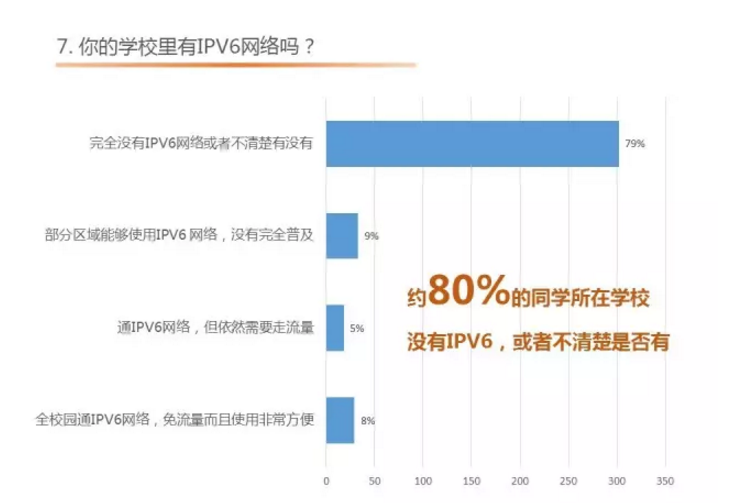 7. 你的学校里有IPV6网络吗？
完全没有IPV6网络或者不清楚有没有
79%
部分区域能够使用IPV6 网络，没有完全普及
9%
约80%的同学所在学校
没有IPV6，或者不清楚是否有
通IPV6网络，但依然需要走流量
5%
全校园通IPV6网络，免流量而且使用非常方便
8%
0 50 100 150 200 250 300 350